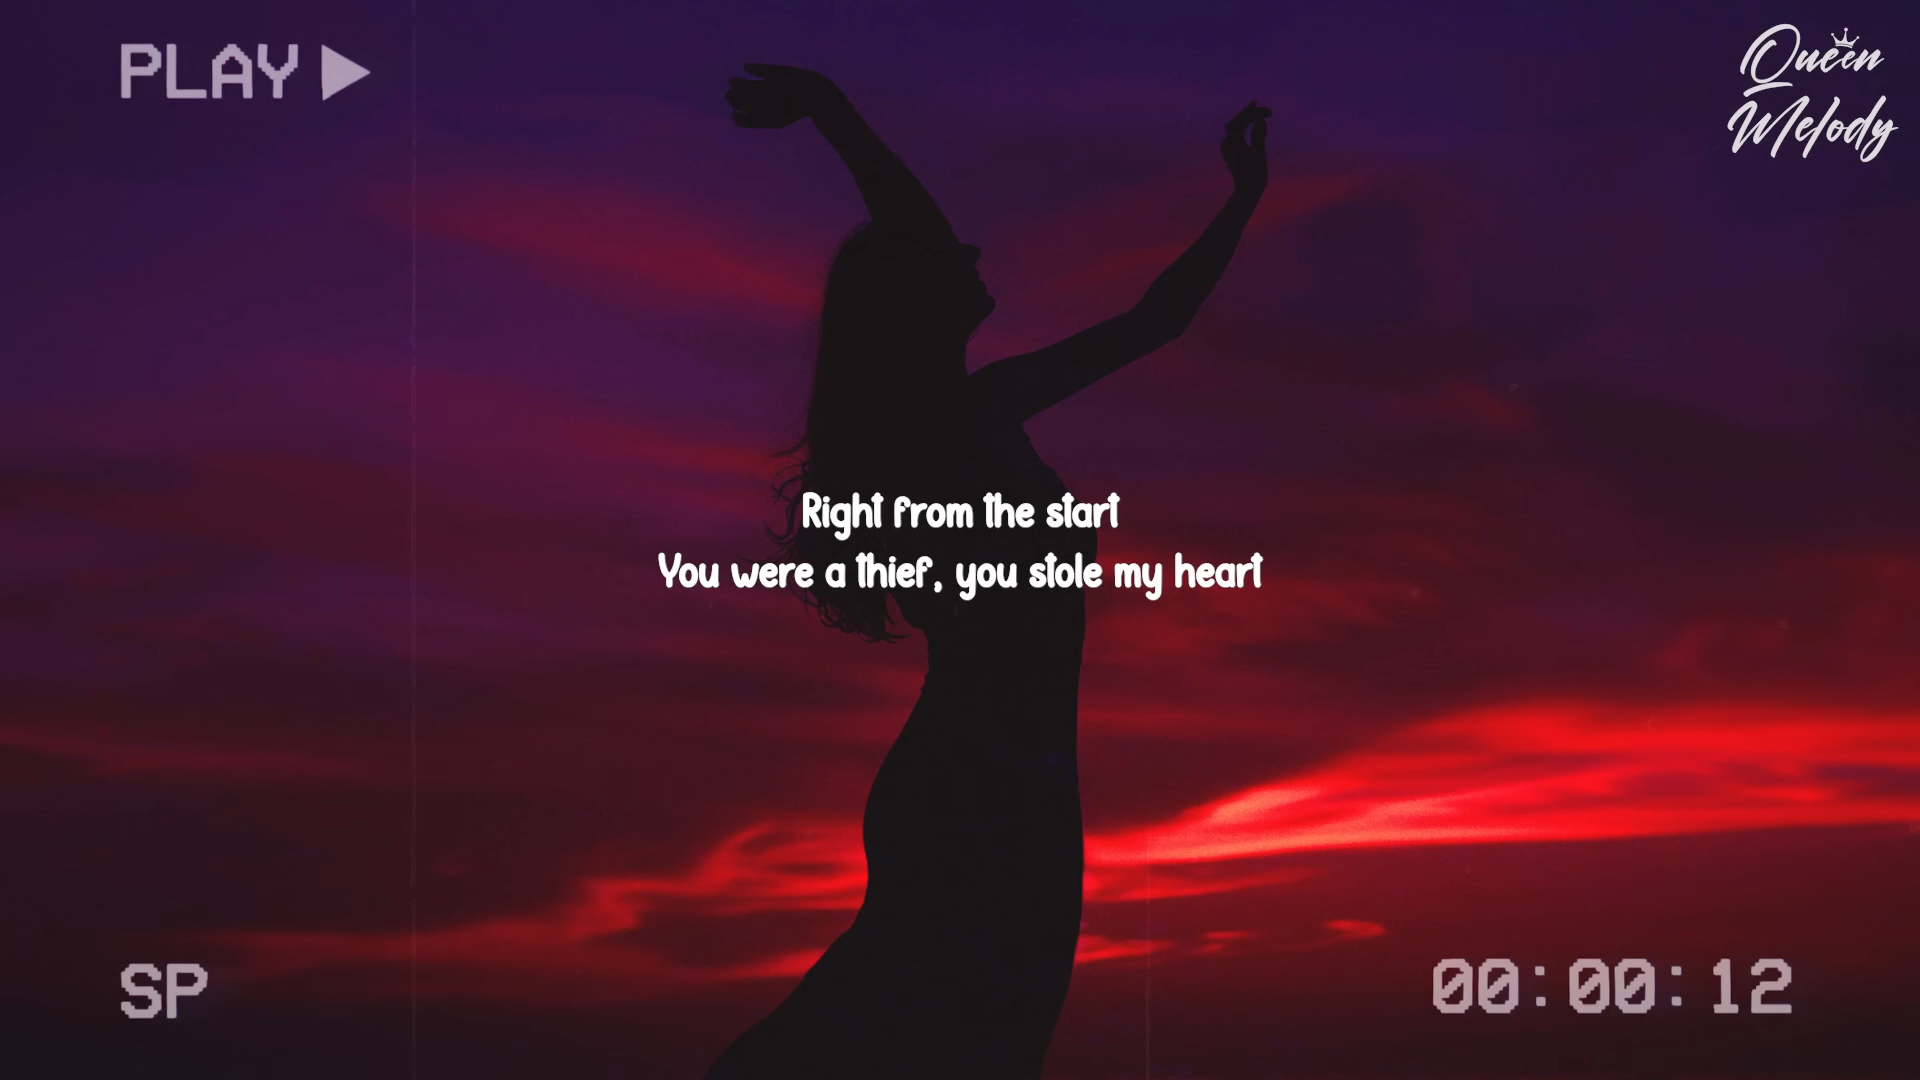 PLAY
Queen
Melody
Right from the start
You were a thief, you stole my heart
SP
00:00:12